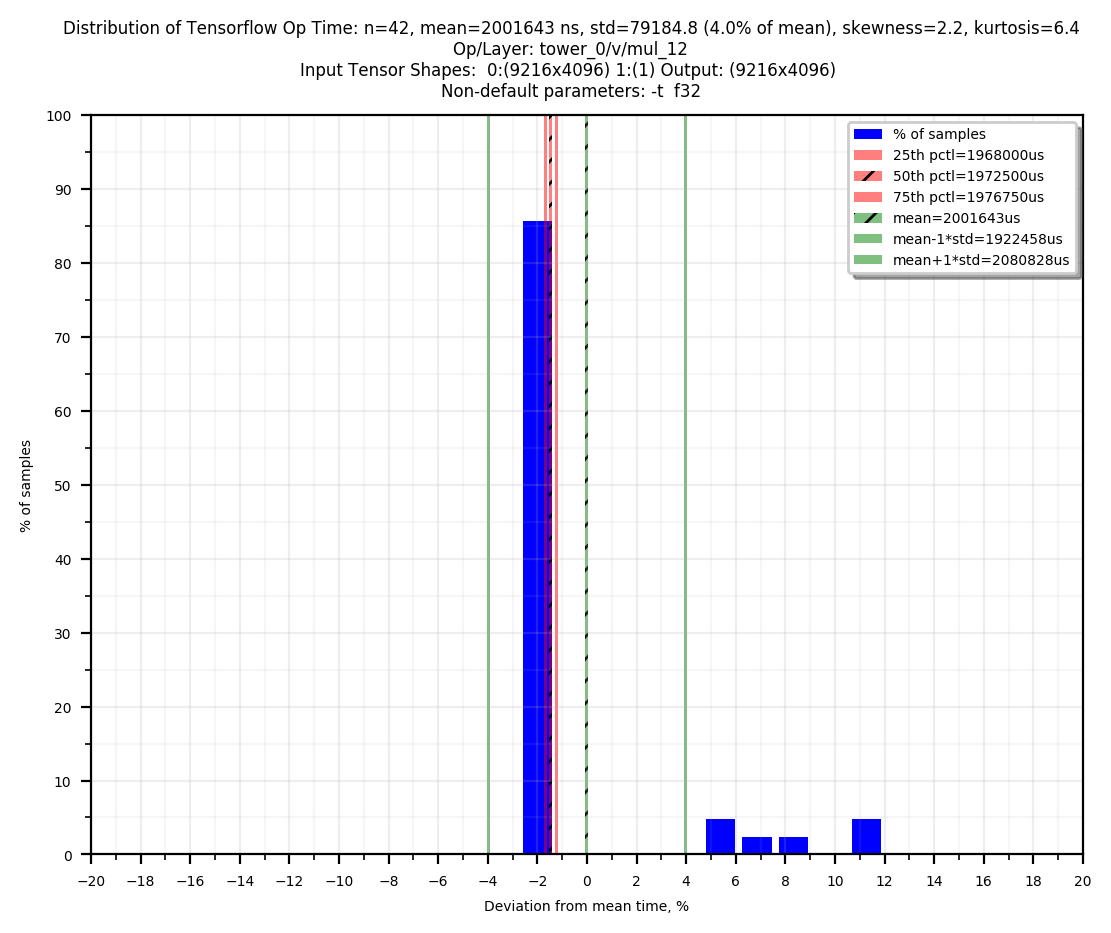 Distribution of Tensorflow Op Time: n=42, mean=2001643 ns, std=79184.8 (4.0% of mean), skewness=2.2, kurtosis=6.4
Op/Layer: tower_0/v/mul_12
Input Tensor Shapes:  0:(9216x4096) 1:(1) Output: (9216x4096)
Non-default parameters: -t  f32
% of samples
25th pctl=1968000us
50th pctl=1972500us
75th pctl=1976750us
mean=2001643us
mean-1*std=1922458us
mean+1*std=2080828us
100
90
80
70
60
50
40
30
20
10
0
% of samples
−20 −18 −16 −14 −12 −10 −8 −6 −4 −2 0 2 4 6 8 10 12 14 16 18 20
Deviation from mean time, %